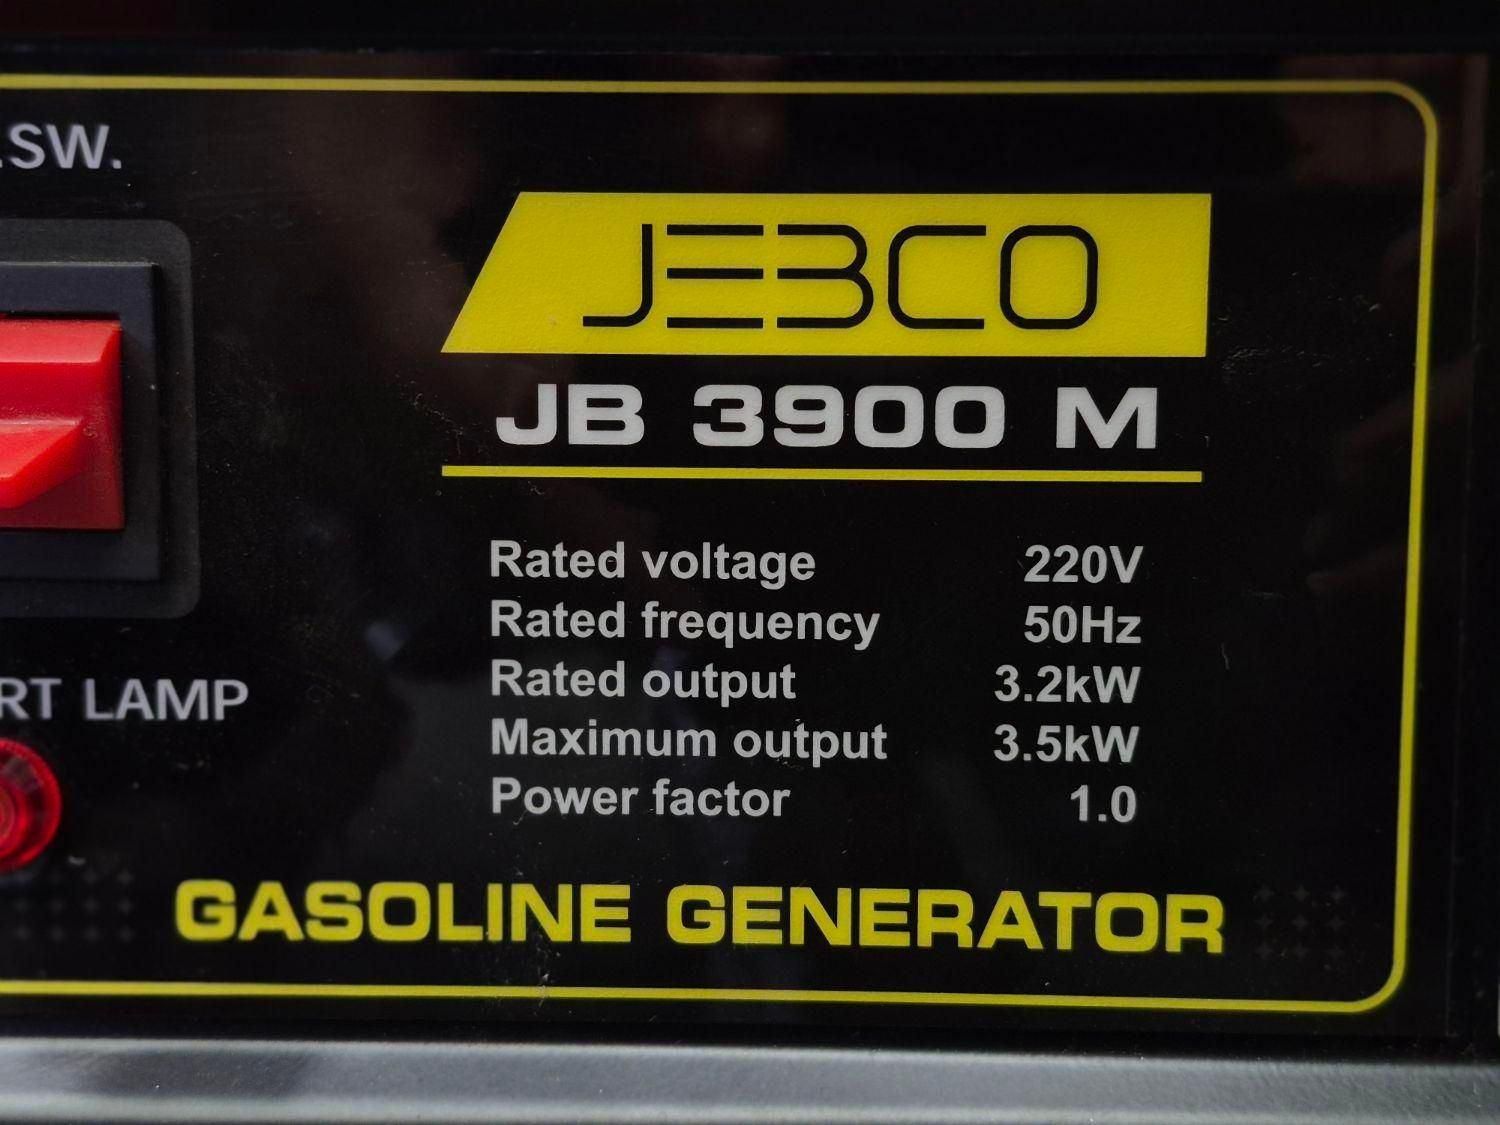 .SW.
JEBCO
JB 3900 M
Rated voltage 220V
Rated frequency 50Hz
Rated output 3.2kW
RT LAMP
Maximum output 3.5kW
Power factor 1.0
GASOLINE GENERATOR